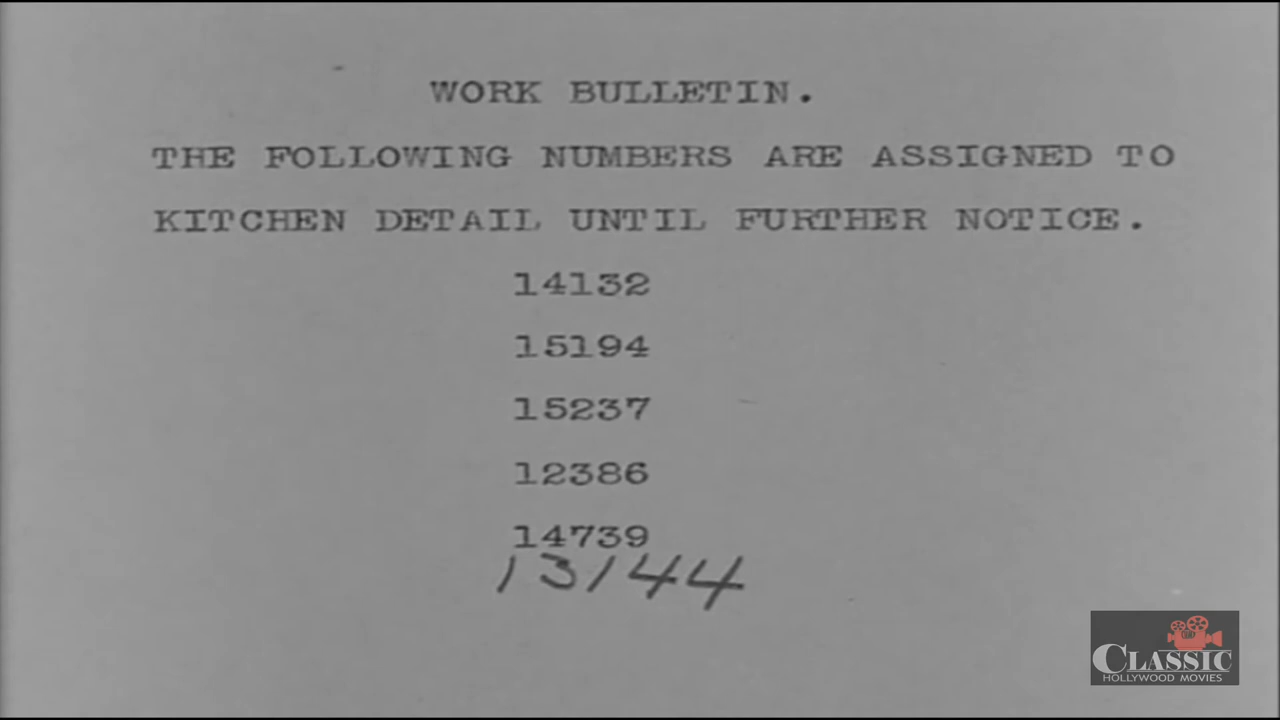 WORK BULLETIN.
THE FOLLOWING NUMBERS ARE ASSIGNED TO
KITCHEN DETAIL UNTIL FURTHER NOTICE.
14132
15194
15237
12386
14739
13144
CLASSIC
HOLLYWOOD MOVIES